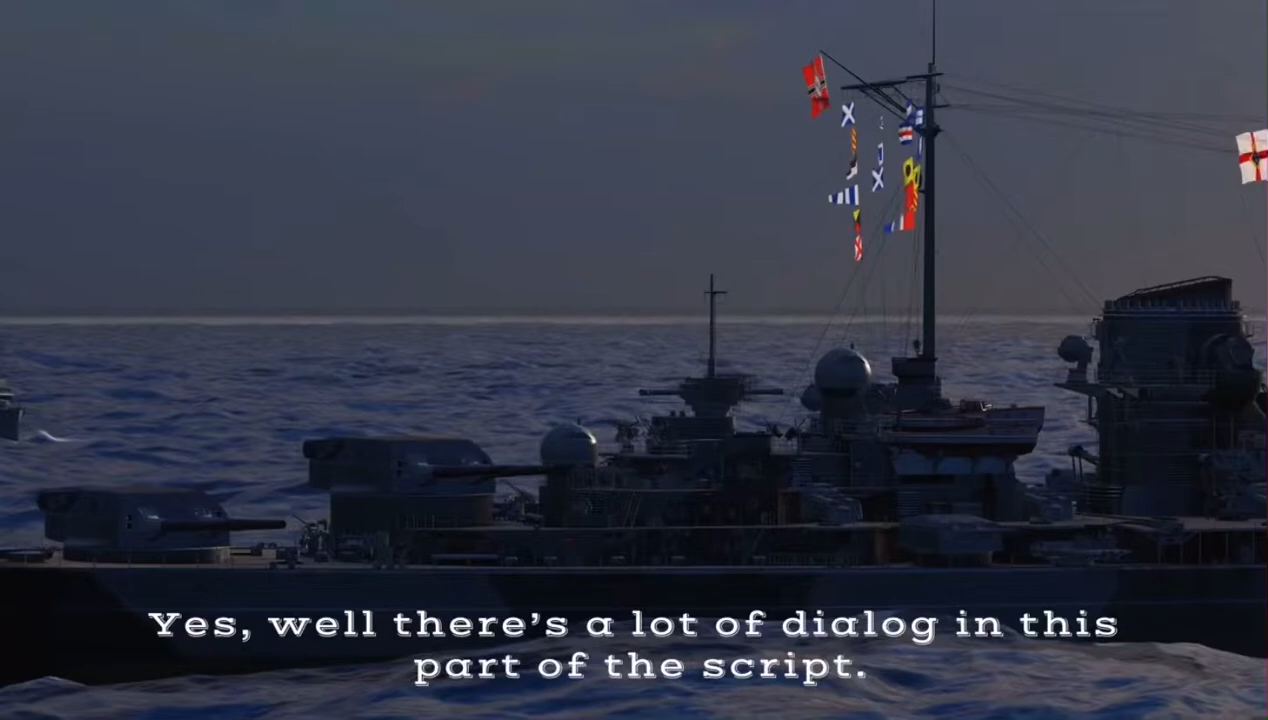 Yes, well there's a lot of dialog in this
part of the script.